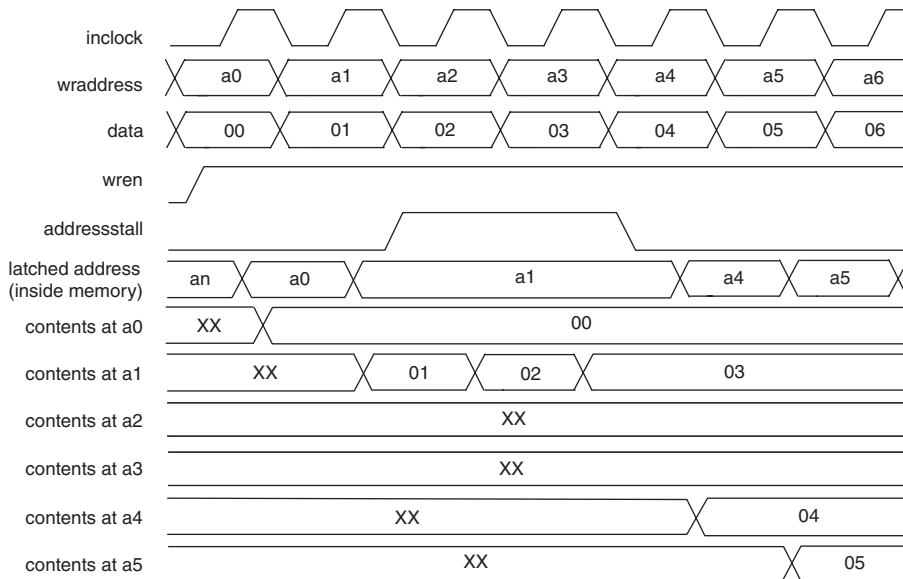 inclock
wraddress a0 a1 a2 a3 a4 a5 a6
data 00 01 02 03 04 05 06
wren
addressstall
latched address
(inside memory) an a0 a1 a4 a5
contents at a0 XX 00
contents at a1 XX 01 02 03
contents at a2 XX
contents at a3 XX
contents at a4 XX 04
contents at a5 XX 05